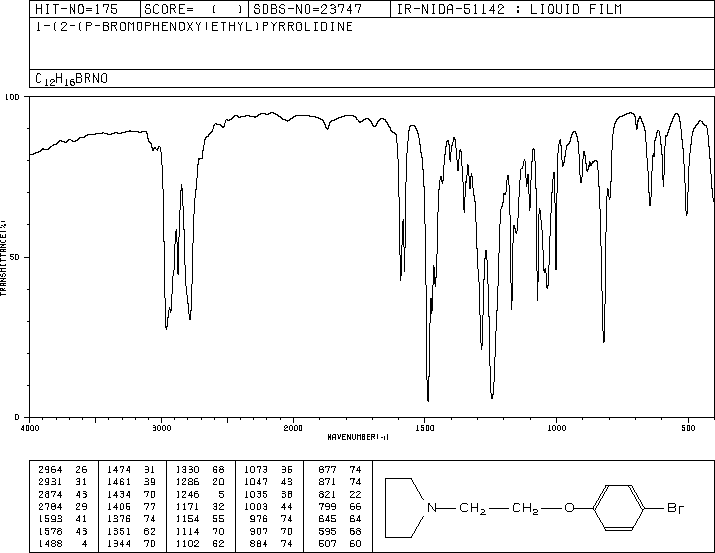 HIT-NO=175 SCORE= ( ) SDBS-NO=23747 IR-NIDA-51142 : LIQUID FILM
1-(2-(P-BROMOPHENOXY)ETHYL)PYRROLIDINE
C12H16BRNO
100
50
0
TRANSMITTANCE(%)
4000 3000 2000 1500 1000 500
WAVENUMBER(-1)
2964 26 1474 31 1330 68 1073 35 877 74
2931 31 1461 39 1286 20 1047 43 871 74
2874 43 1434 70 1246 5 1035 38 821 22
2784 29 1405 77 1171 32 1003 44 799 66
1593 41 1376 74 1154 55 976 74 645 64
1578 43 1351 62 1114 70 907 70 595 68
1488 4 1344 70 1102 62 884 74 507 60
N CH2 CH2 O Br